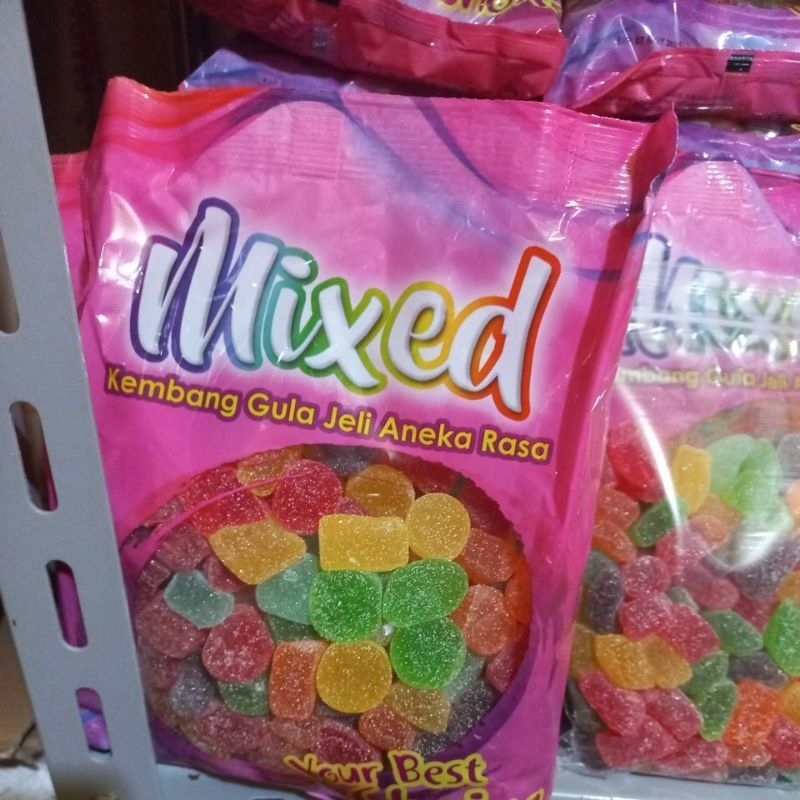 Mixed
Kembang Gula Jeli Aneka Rasa
Your Best